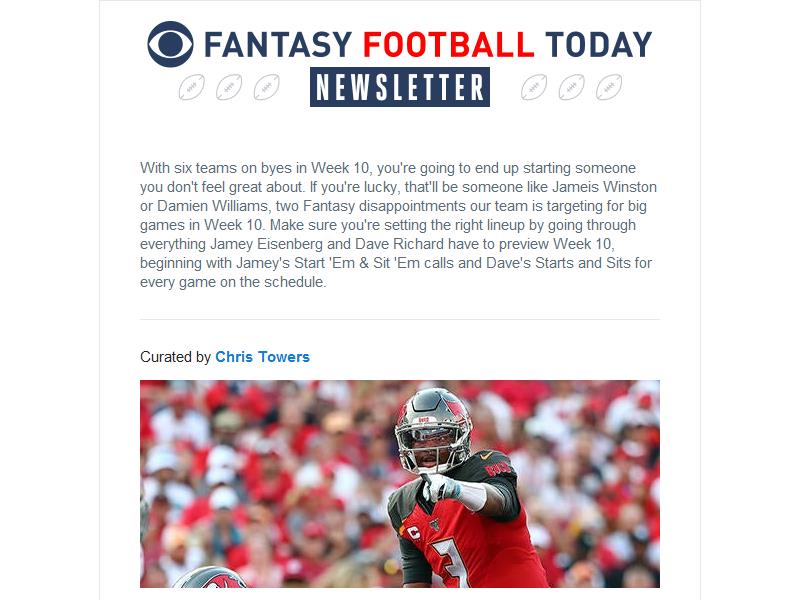 FANTASY FOOTBALL TODAY
NEWSLETTER
With six teams on byes in Week 10, you're going to end up starting someone
you don't feel great about. If you're lucky, that'll be someone like Jameis Winston
or Damien Williams, two Fantasy disappointments our team is targeting for big
games in Week 10. Make sure you're setting the right lineup by going through
everything Jamey Eisenberg and Dave Richard have to preview Week 10,
beginning with Jamey's Start 'Em & Sit 'Em calls and Dave's Starts and Sits for
every game on the schedule.
Curated by Chris Towers
C
3